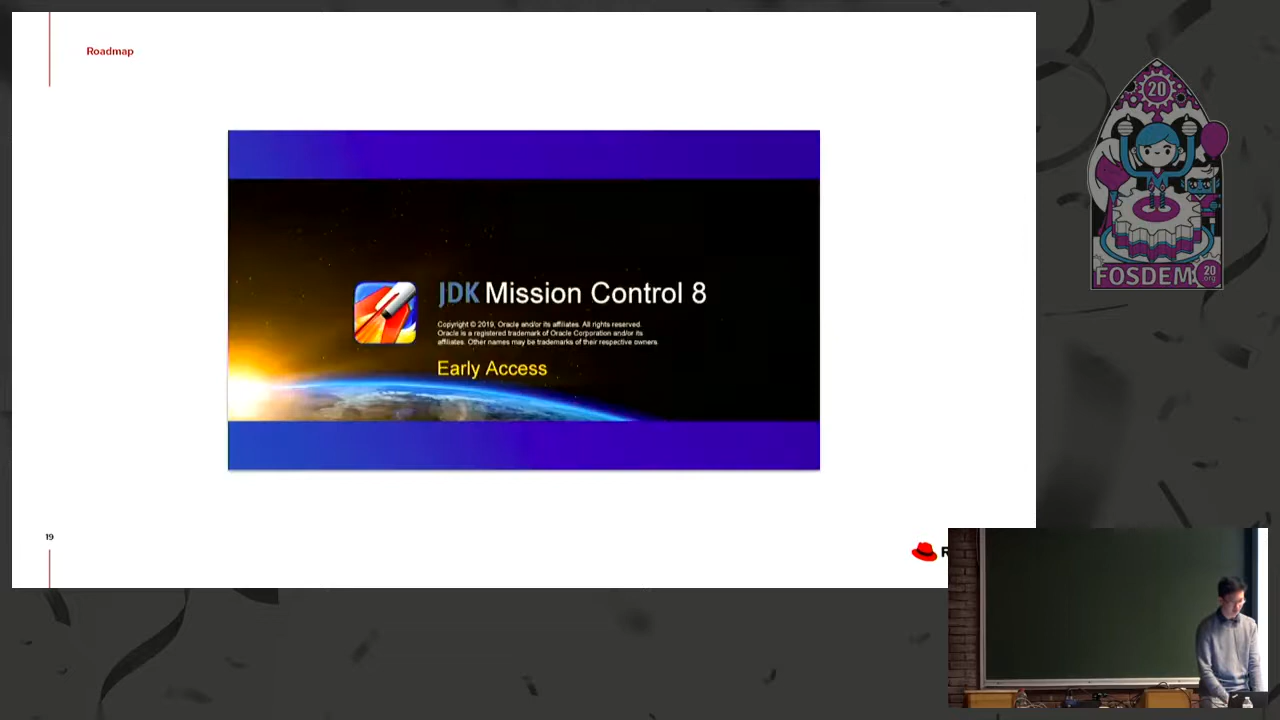 Roadmap
JDK Mission Control 8
Copyright © 2019, Oracle and/or its affiliates. All rights reserved.
Oracle is a registered trademark of Oracle Corporation and/or its
affiliates. Other names may be trademarks of their respective owners.
Early Access
19
20
FOSDEM
20
org